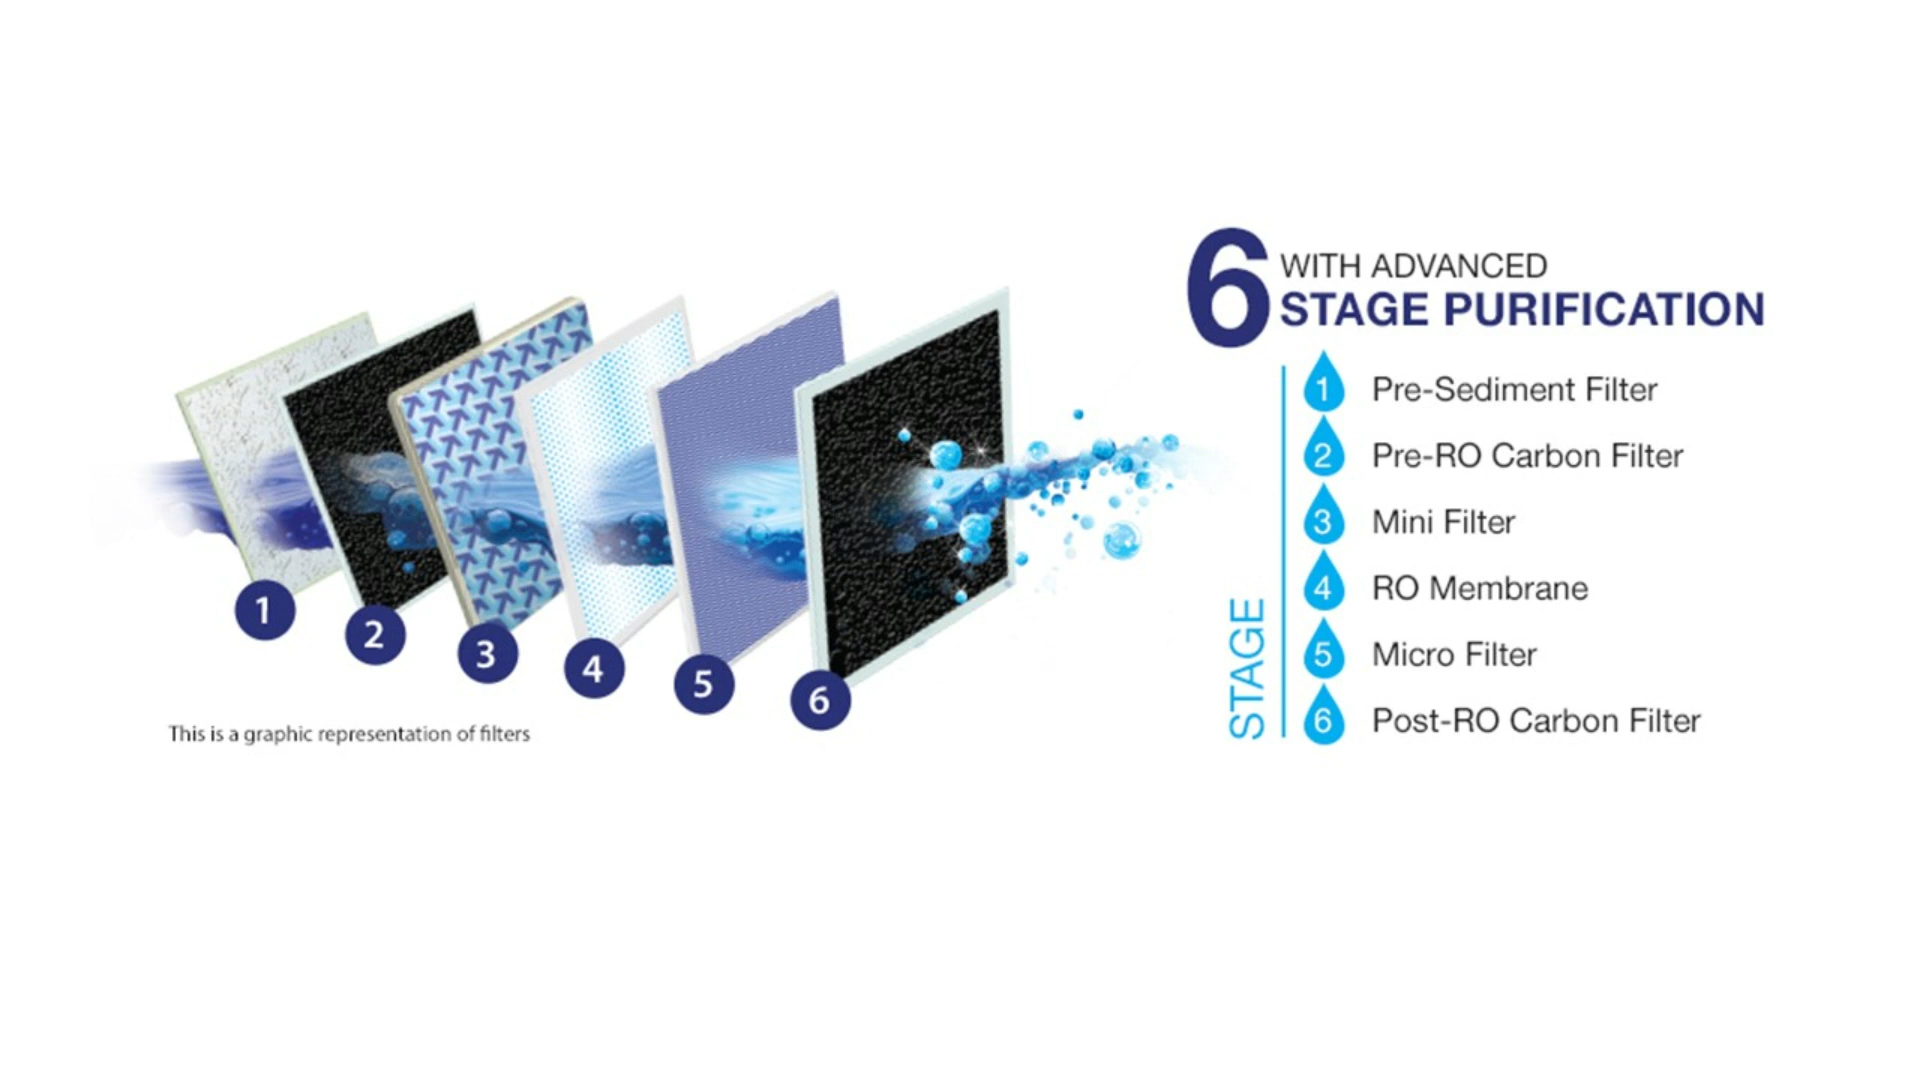 6 WITH ADVANCED
STAGE PURIFICATION
1 Pre-Sediment Filter
2 Pre-RO Carbon Filter
3 Mini Filter
4 RO Membrane
5 Micro Filter
6 Post-RO Carbon Filter
STAGE
1
2
3
4
5
6
This is a graphic representation of filters